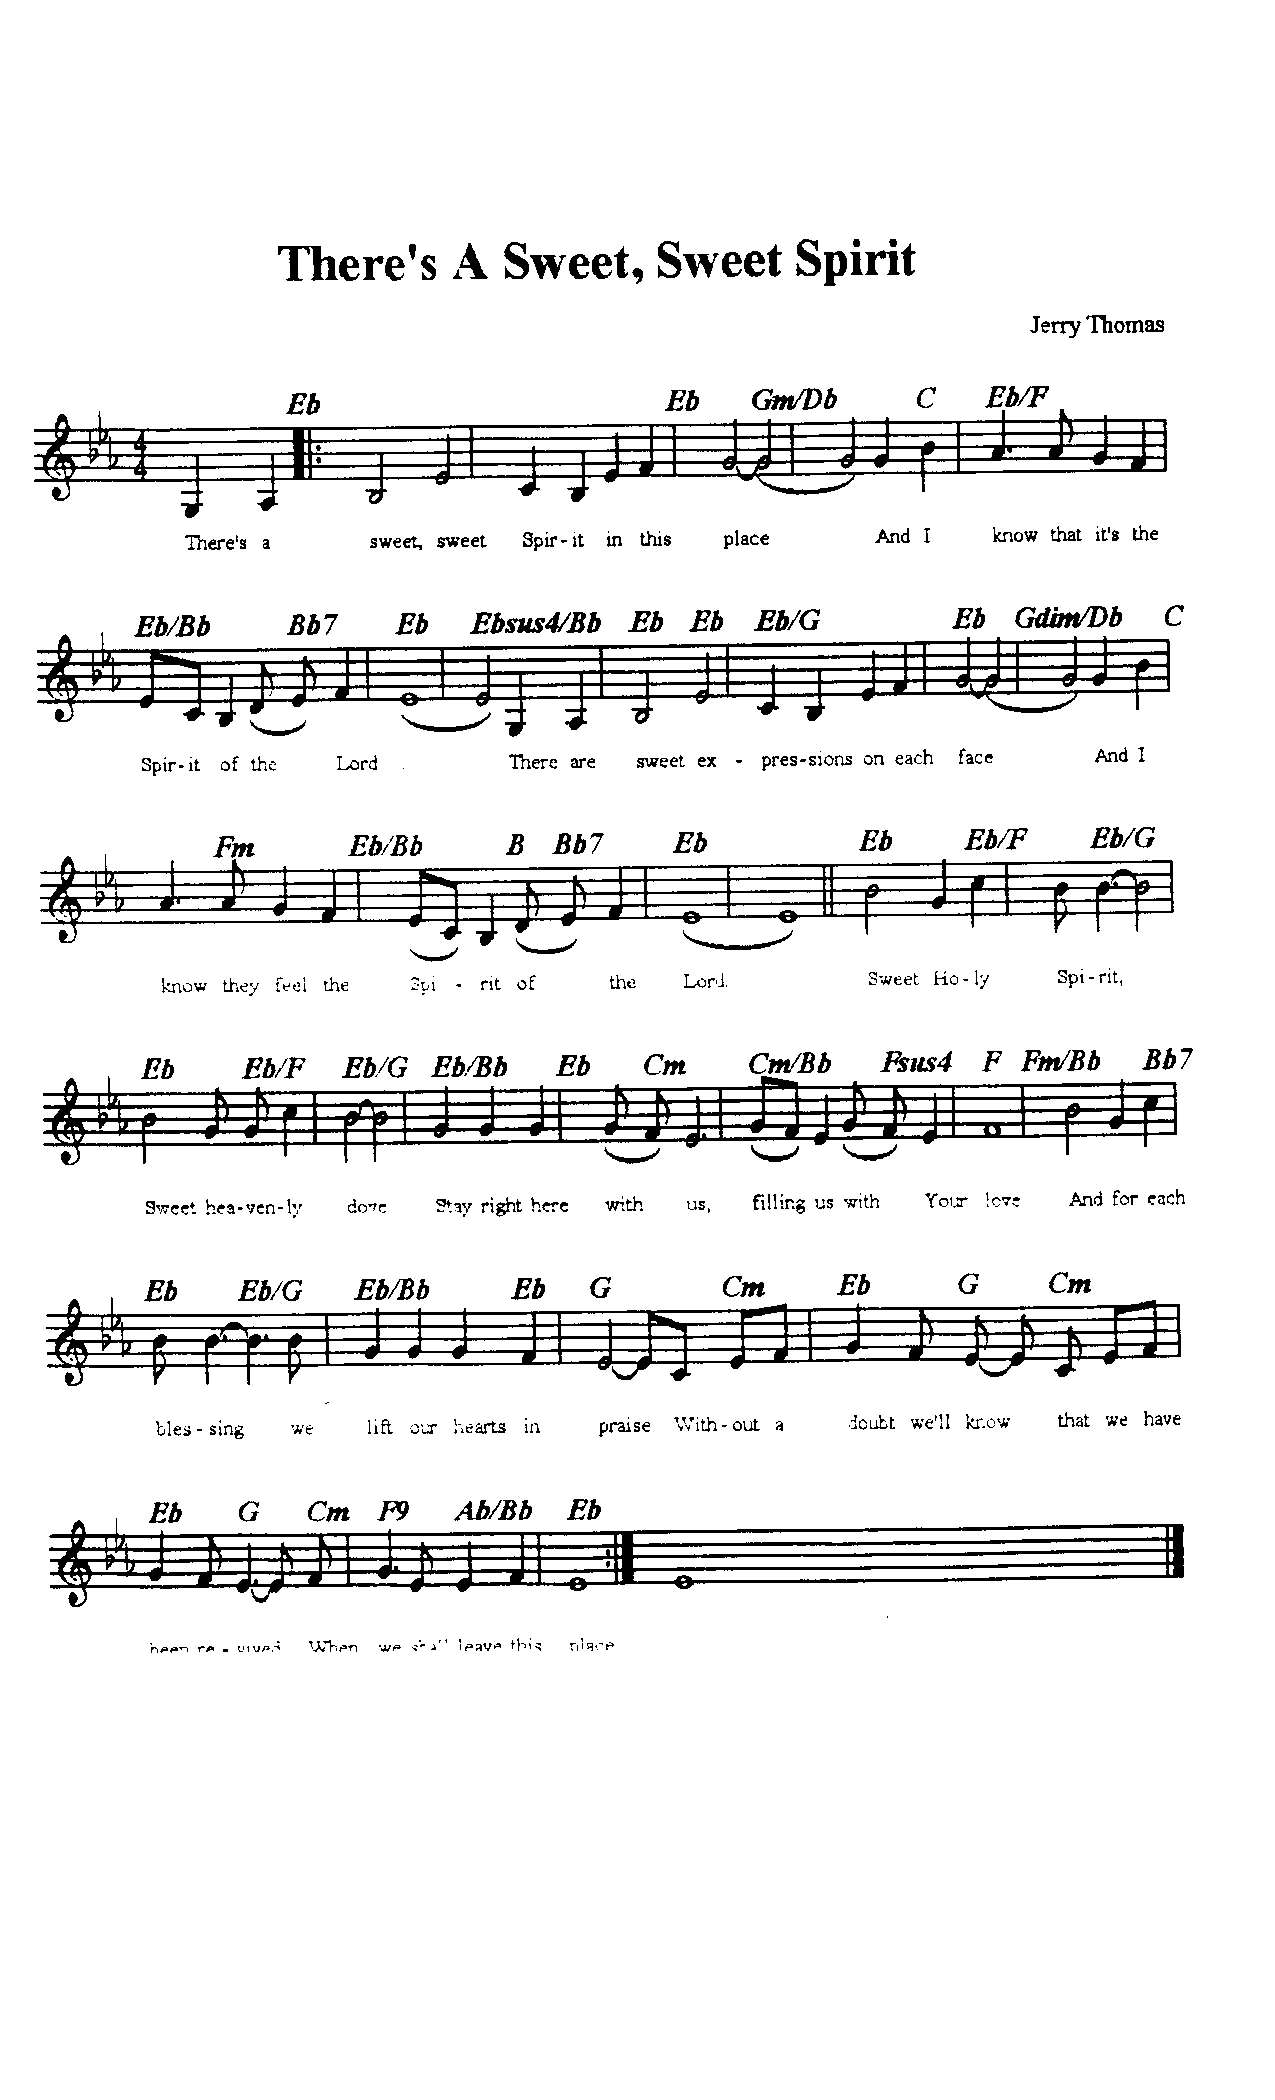 There's A Sweet, Sweet Spirit
Jerry Thomas
Eb Eb Gm/Db C Eb/F
4
4
There's a sweet, sweet Spir-it in this place And I know that it's the
Eb/Bb Bb7 Eb Ebsus4/Bb Eb Eb Eb/G Eb Gdim/Db C
Spir-it of the Lord . There are sweet ex - pres-sions on each face And I
Fm Eb/Bb B Bb7 Eb Eb Eb/F Eb/G
know they feel the Spi - rit of the Lord. Sweet Ho-ly Spi-rit,
Eb Eb/F Eb/G Eb/Bb Eb Cm Cm/Bb Fsus4 F Fm/Bb Bb7
Sweet hea-ven-ly dove Stay right here with us, filling us with Your love And for each
Eb Eb/G Eb/Bb Eb G Cm Eb G Cm
bles-sing we lift our hearts in praise With-out a doubt we'll know that we have
Eb G Cm F9 Ab/Bb Eb
been re - vived When we shall leave this place